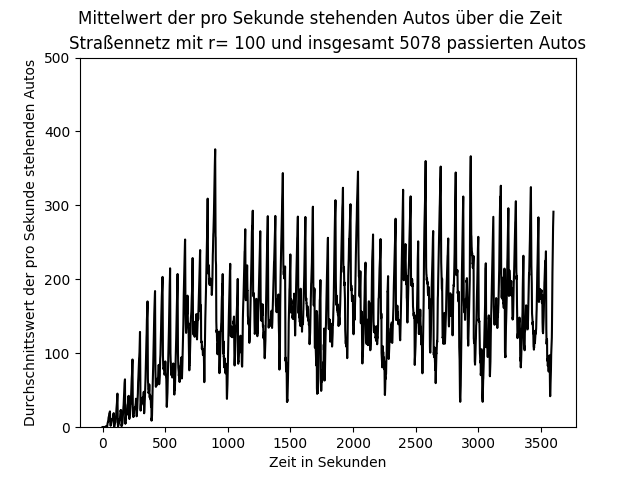 Mittelwert der pro Sekunde stehenden Autos über die Zeit
Straßennetz mit r= 100 und insgesamt 5078 passierten Autos
Durchschnittswert der pro Sekunde stehenden Autos
500
400
300
200
100
0
0 500 1000 1500 2000 2500 3000 3500
Zeit in Sekunden